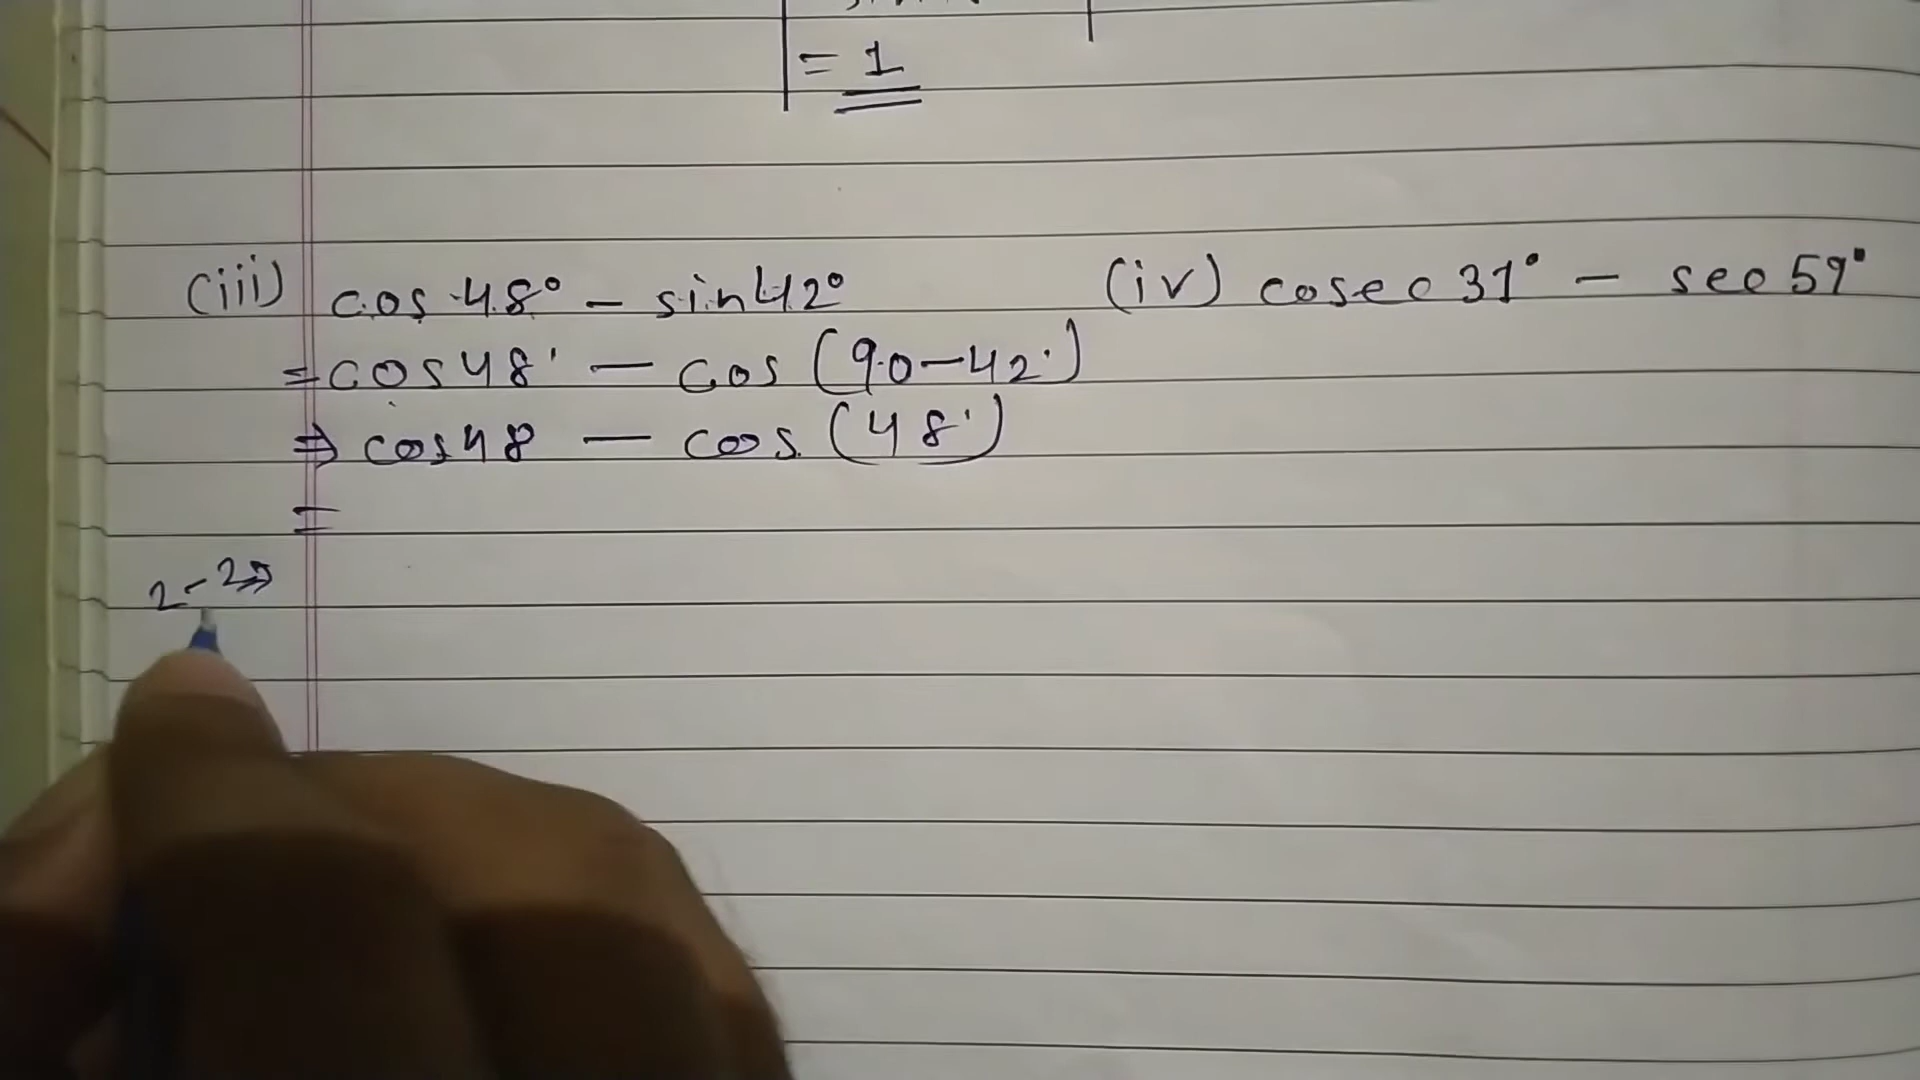 = 1
(iii) cos 48° - sin 42°
(iv) cosec 31° - sec 59°
= cos 48° - cos (90-42°)
⇒ cos 48 - cos (48°)
=
2-2⇒